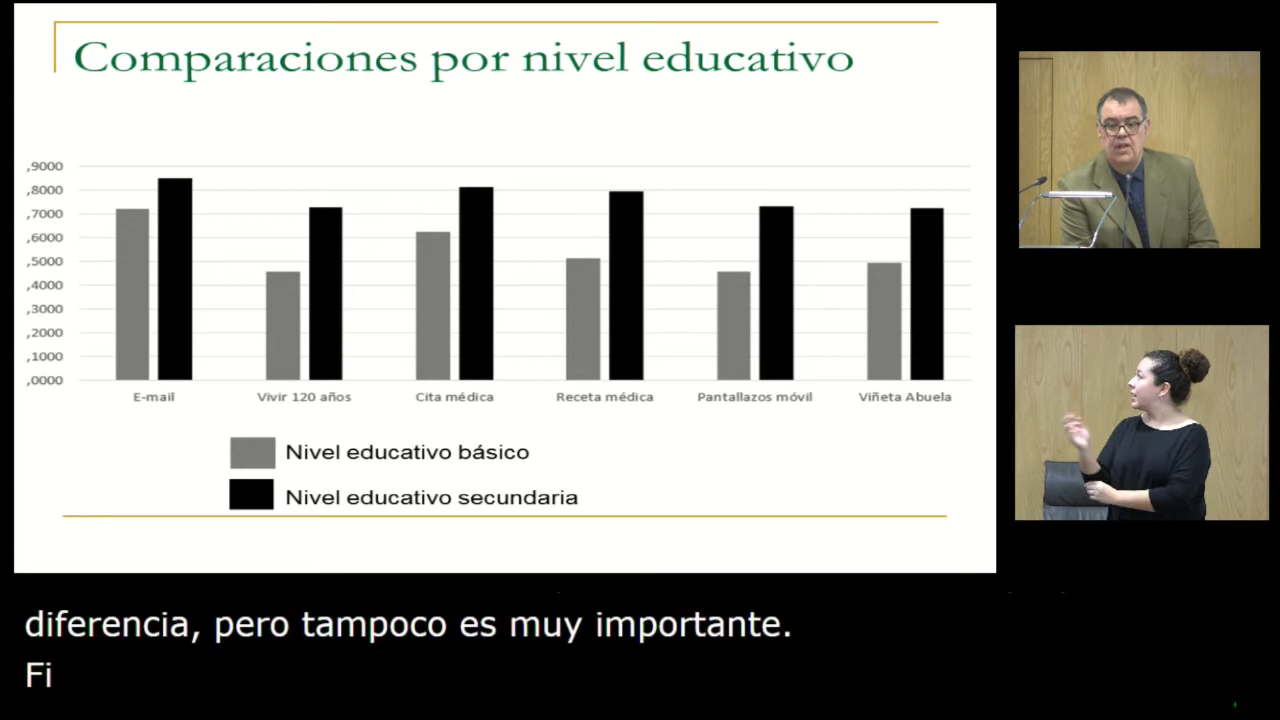 Comparaciones por nivel educativo
,9000
,8000
,7000
,6000
,5000
,4000
,3000
,2000
,1000
,0000
E-mail
Vivir 120 años
Cita médica
Receta médica
Pantallazos móvil
Viñeta Abuela
Nivel educativo básico
Nivel educativo secundaria
diferencia, pero tampoco es muy importante.
Fi